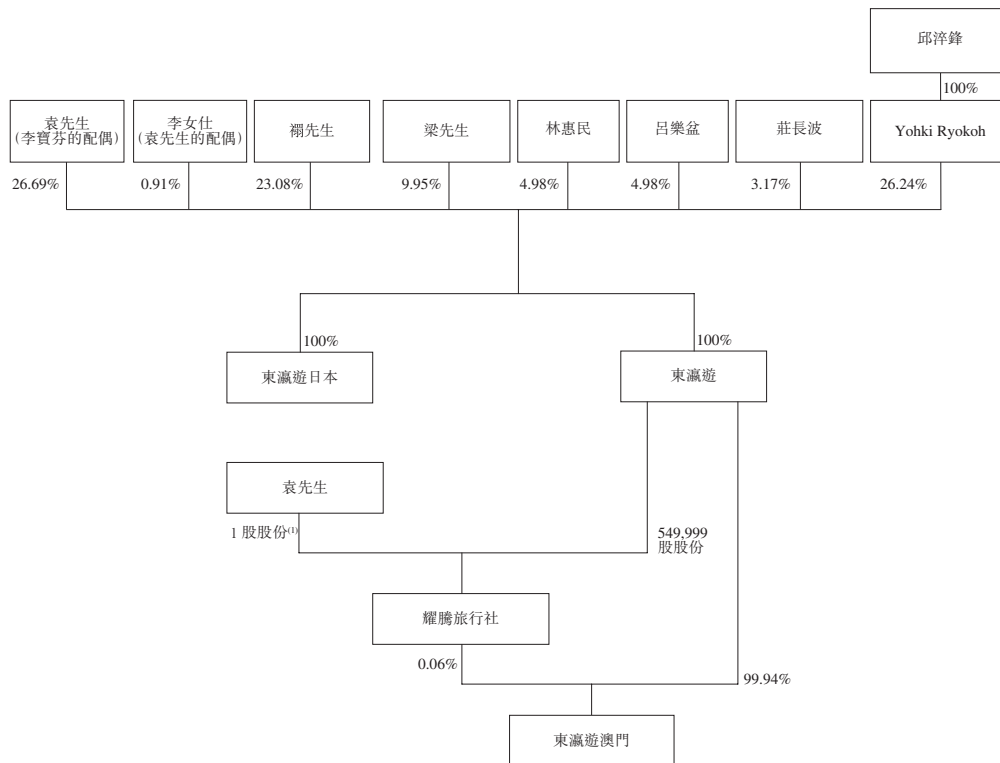 邱淬鋒
100%
袁先生
(李寶芬的配偶)
李女仕
(袁先生的配偶)
禤先生
梁先生
林惠民
呂樂盆
莊長波
Yohki Ryokoh
26.69%
0.91%
23.08%
9.95%
4.98%
4.98%
3.17%
26.24%
100%
100%
東瀛遊日本
東瀛遊
袁先生
1 股股份(1)
549,999
股股份
耀騰旅行社
0.06%
99.94%
東瀛遊澳門